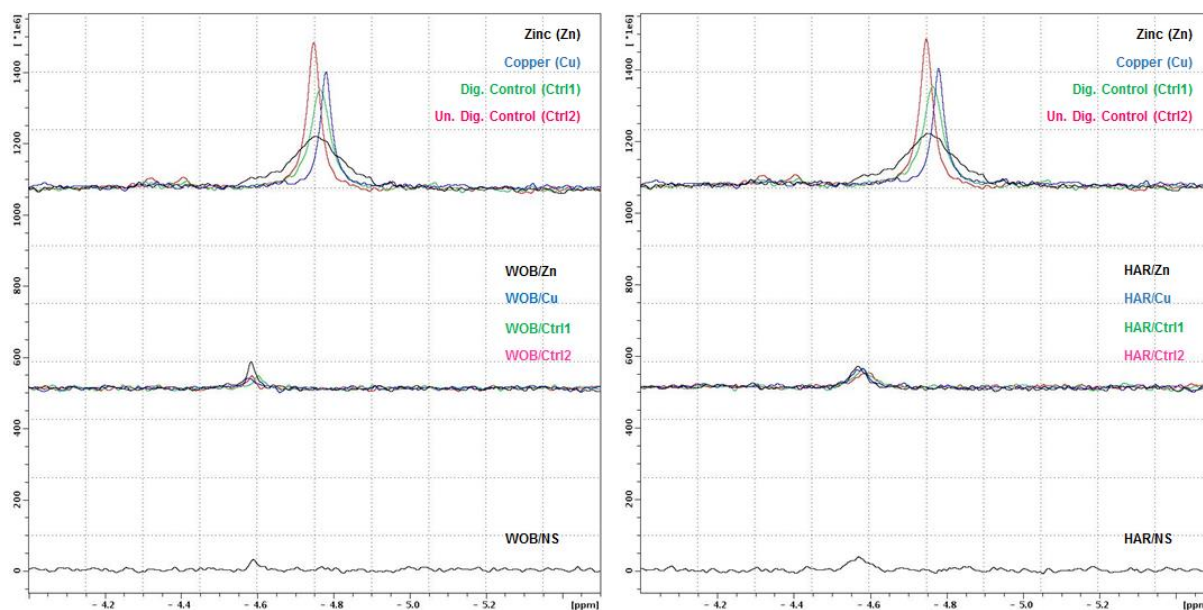 [ *1e6]
Zinc (Zn)
Copper (Cu)
Dig. Control (Ctrl1)
Un. Dig. Control (Ctrl2)
WOB/Zn
WOB/Cu
WOB/Ctrl1
WOB/Ctrl2
WOB/NS
1400
1200
1000
800
600
400
200
0
- 4.2
- 4.4
- 4.6
- 4.8
- 5.0
- 5.2
[ppm]
[ *1e6]
Zinc (Zn)
Copper (Cu)
Dig. Control (Ctrl1)
Un. Dig. Control (Ctrl2)
HAR/Zn
HAR/Cu
HAR/Ctrl1
HAR/Ctrl2
HAR/NS
1400
1200
1000
800
600
400
200
0
- 4.2
- 4.4
- 4.6
- 4.8
- 5.0
- 5.2
[ppm]